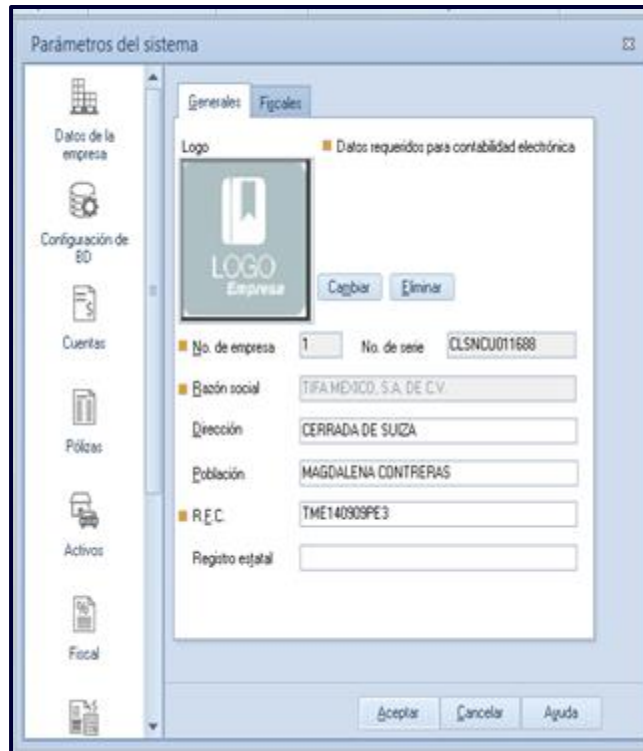 Parámetros del sistema
Datos de la empresa
Configuración de BD
Cuentas
Pólizas
Activos
Fiscal
Generales Fiscales
Logo
Datos requeridos para contabilidad electrónica
LOGO
Empresa
Cambiar Eliminar
No. de empresa 1 No. de serie CLSNCU011688
Razón social TIFA MEXICO, S.A. DE C.V.
Dirección CERRADA DE SUIZA
Población MAGDALENA CONTRERAS
R.F.C. TME140909PE3
Registro estatal
Aceptar Cancelar Ayuda